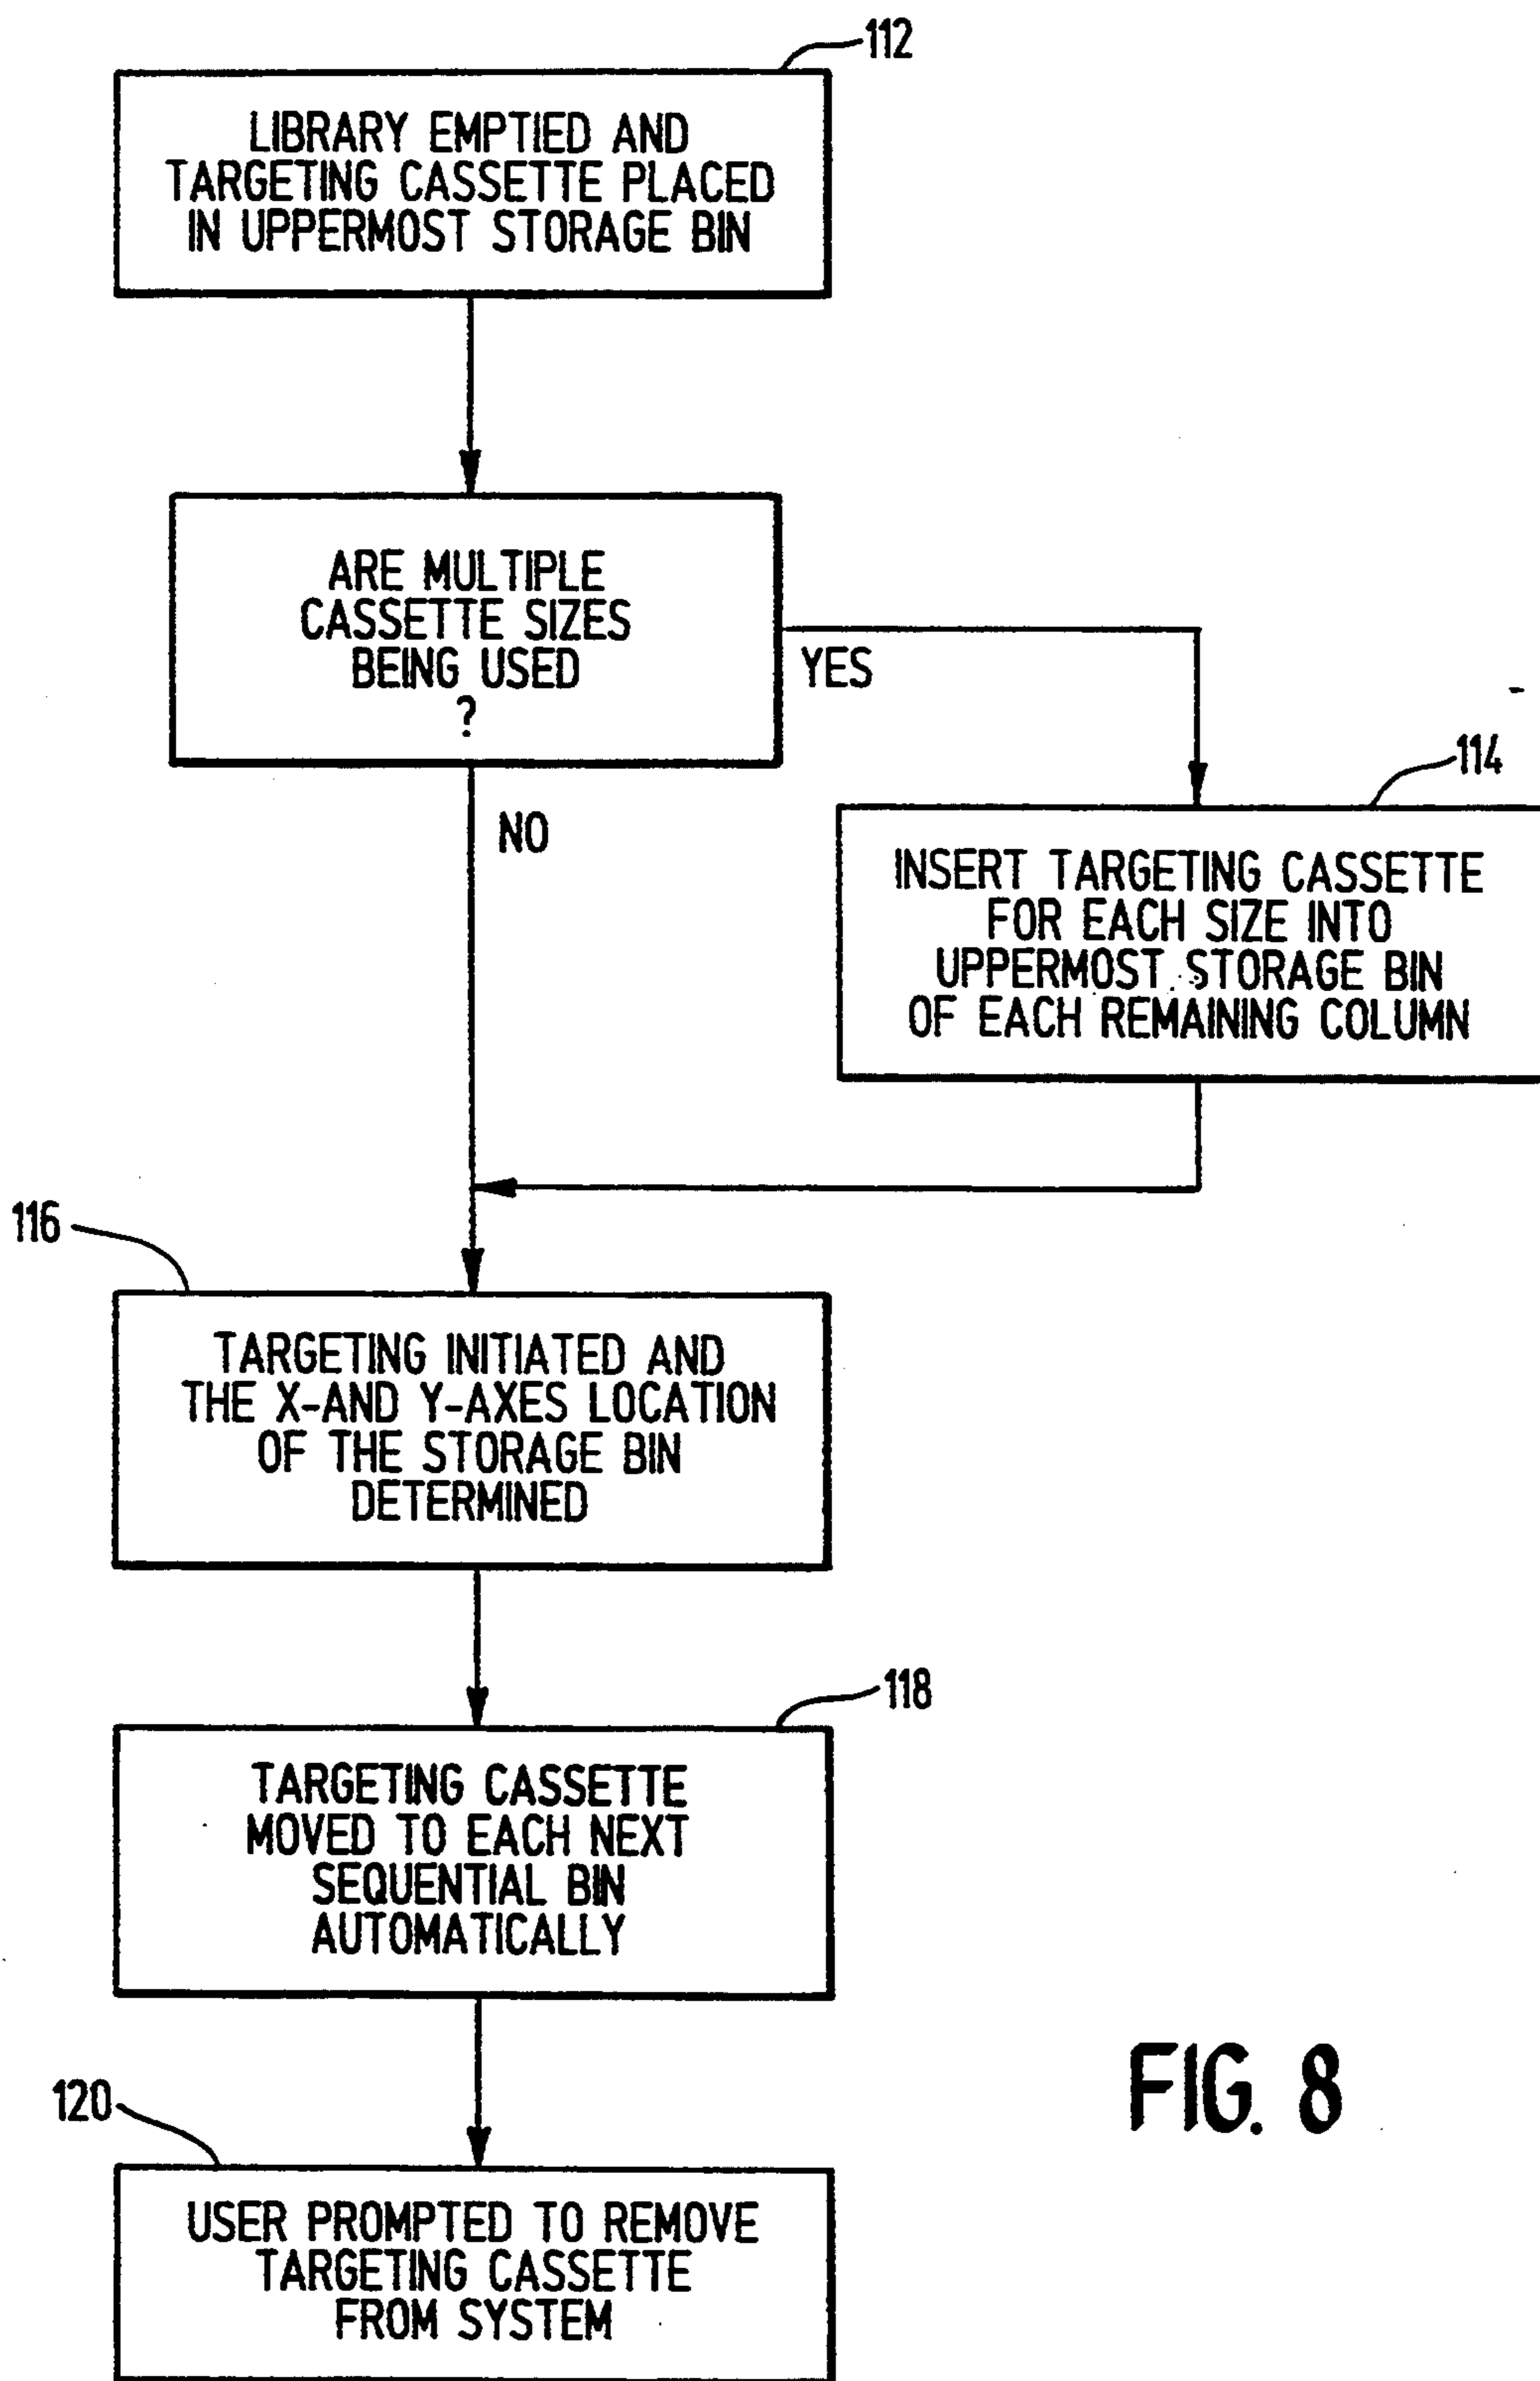 112
LIBRARY EMPTIED AND
TARGETING CASSETTE PLACED
IN UPPERMOST STORAGE BIN
ARE MULTIPLE
CASSETTE SIZES
BEING USED
?
YES
NO
114
INSERT TARGETING CASSETTE
FOR EACH SIZE INTO
UPPERMOST STORAGE BIN
OF EACH REMAINING COLUMN
116
TARGETING INITIATED AND
THE X-AND Y-AXES LOCATION
OF THE STORAGE BIN
DETERMINED
118
TARGETING CASSETTE
MOVED TO EACH NEXT
SEQUENTIAL BIN
AUTOMATICALLY
120
USER PROMPTED TO REMOVE
TARGETING CASSETTE
FROM SYSTEM
FIG. 8